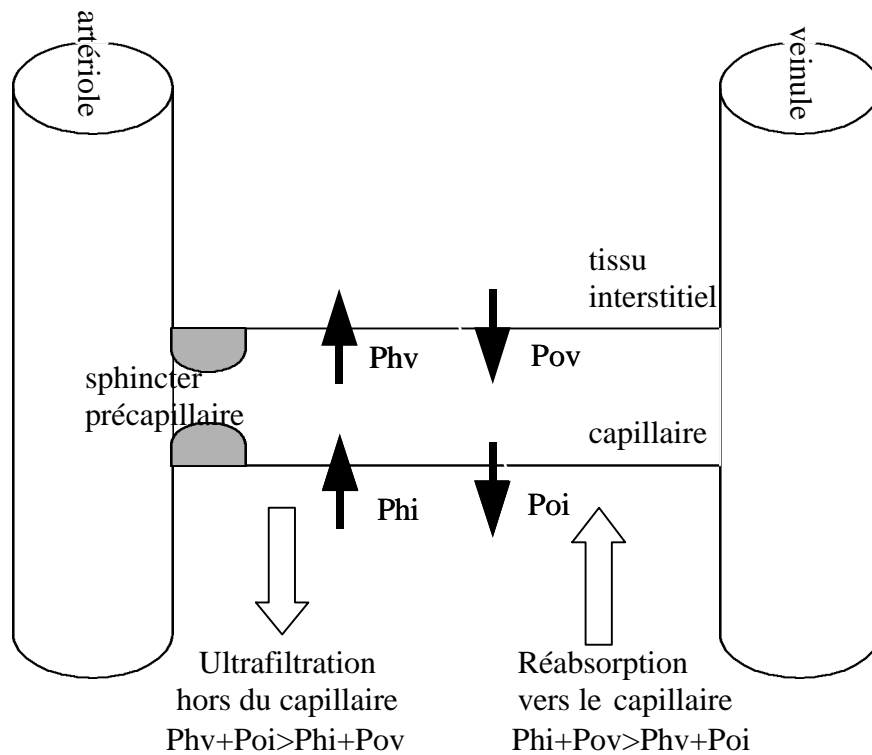 artériole
veinule
tissu
interstitiel
Phv
Pov
sphincter
précapillaire
capillaire
Phi
Poi
Ultrafiltration
hors du capillaire
Phv+Poi>Phi+Pov
Réabsorption
vers le capillaire
Phi+Pov>Phv+Poi